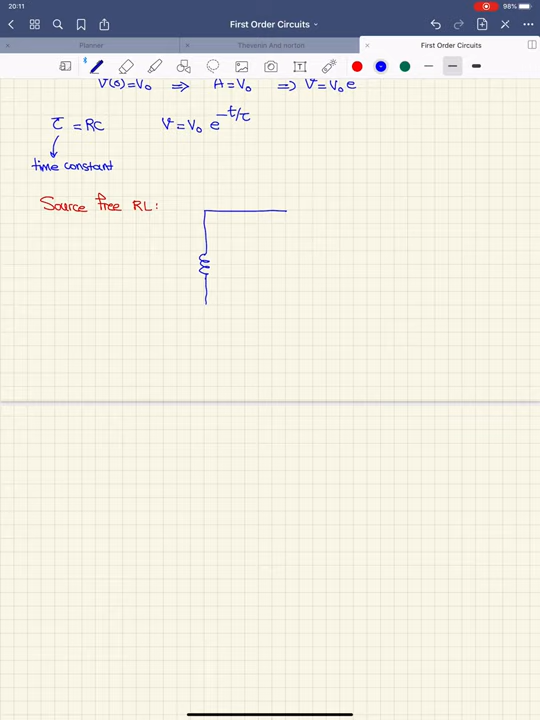 20:11
98%
First Order Circuits
Planner
Thevenin And norton
First Order Circuits
V(0)=V₀ ⇒ A=V₀ ⇒ V=V₀ e
τ = RC V=V₀ e^-t/τ
time constant
Source free RL: